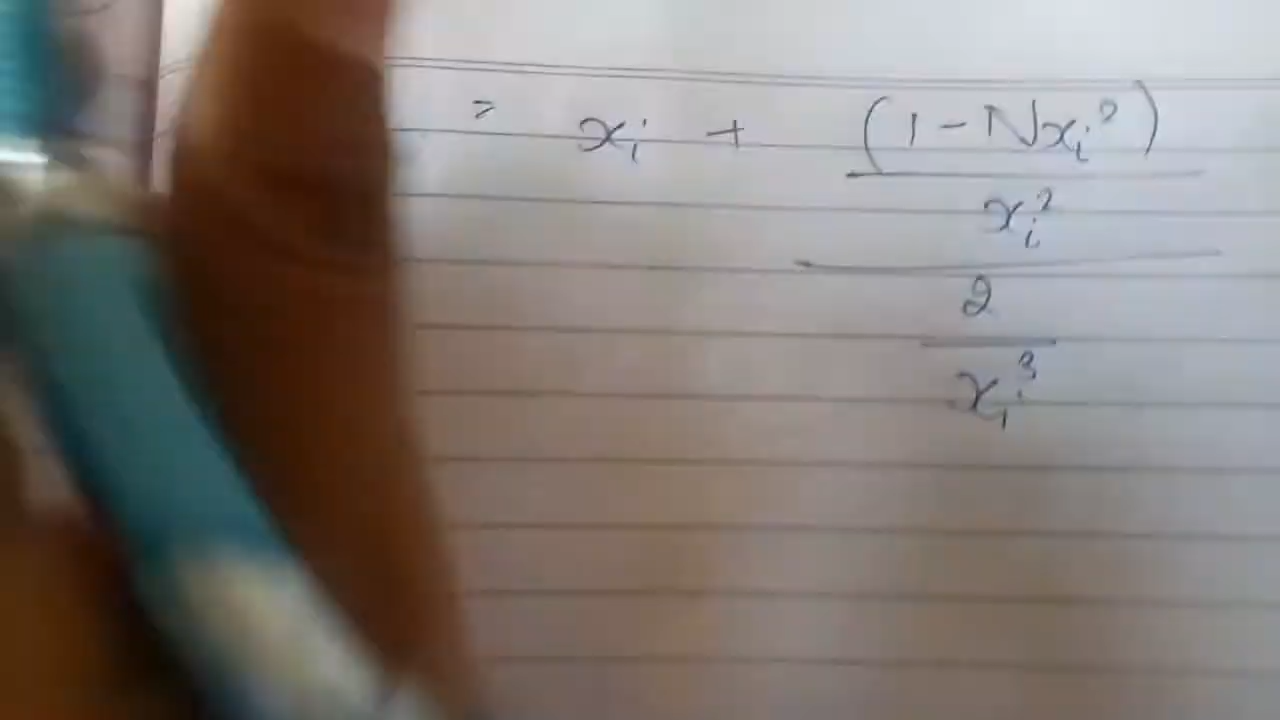 = xᵢ + (1 - Nxᵢ²)
xᵢ²
2
xᵢ³